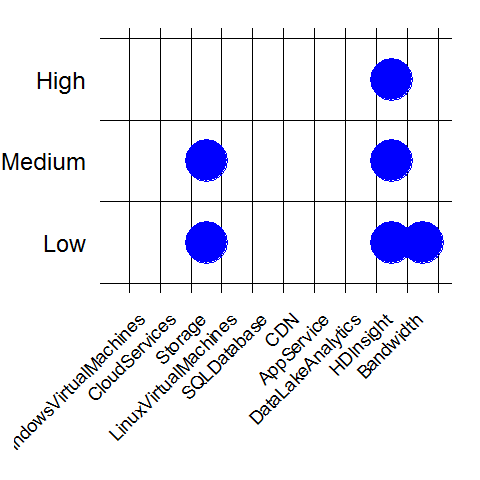 High
Medium
Low
ndowsVirtualMachines
CloudServices
Storage
LinuxVirtualMachines
SQLDatabase
CDN
AppService
DataLakeAnalytics
HDInsight
Bandwidth